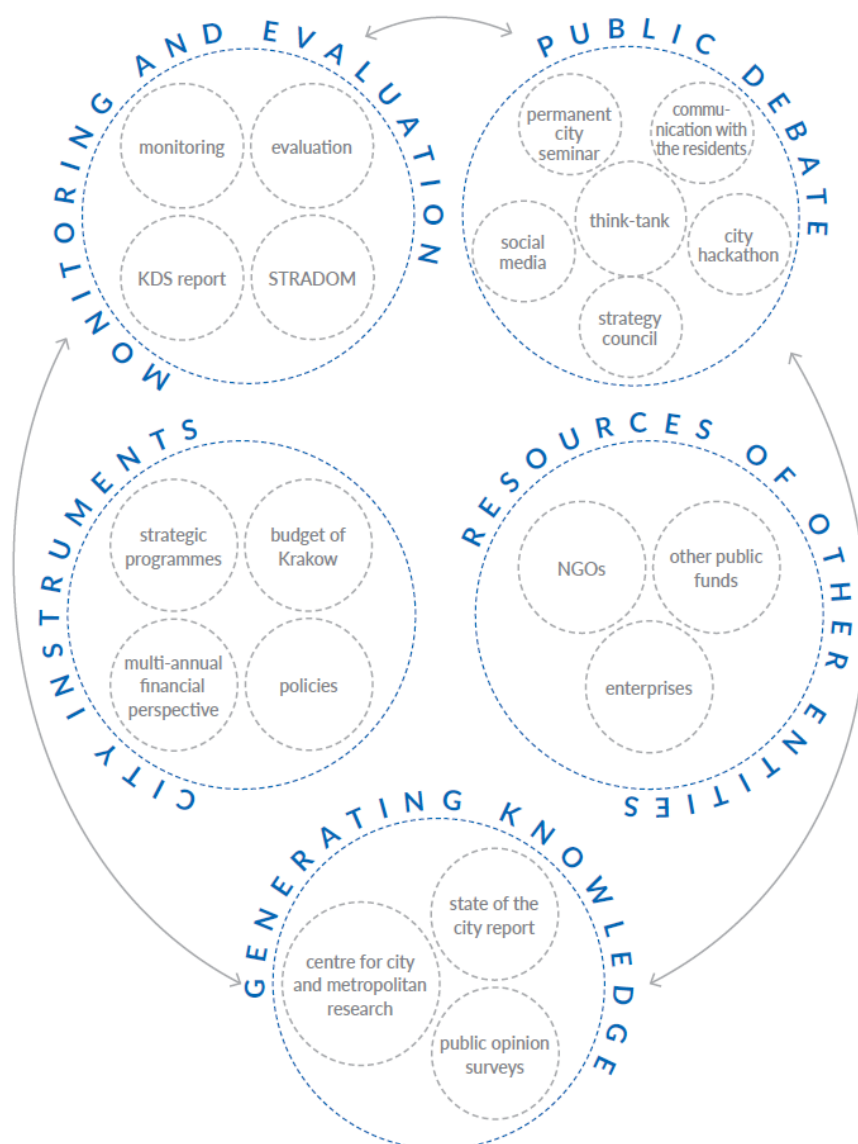 MONITORING AND EVALUATION
monitoring
evaluation
KDS report
STRADOM
PUBLIC DEBATE
permanent
city
seminar
commu-
nication with
the residents
think-tank
social
media
city
hackathon
strategy
council
CITY INSTRUMENTS
strategic
programmes
budget of
Krakow
multi-annual
financial
perspective
policies
RESOURCES OF OTHER ENTITIES
NGOs
other public
funds
enterprises
GENERATING KNOWLEDGE
state of the
city report
centre for city
and metropolitan
research
public opinion
surveys